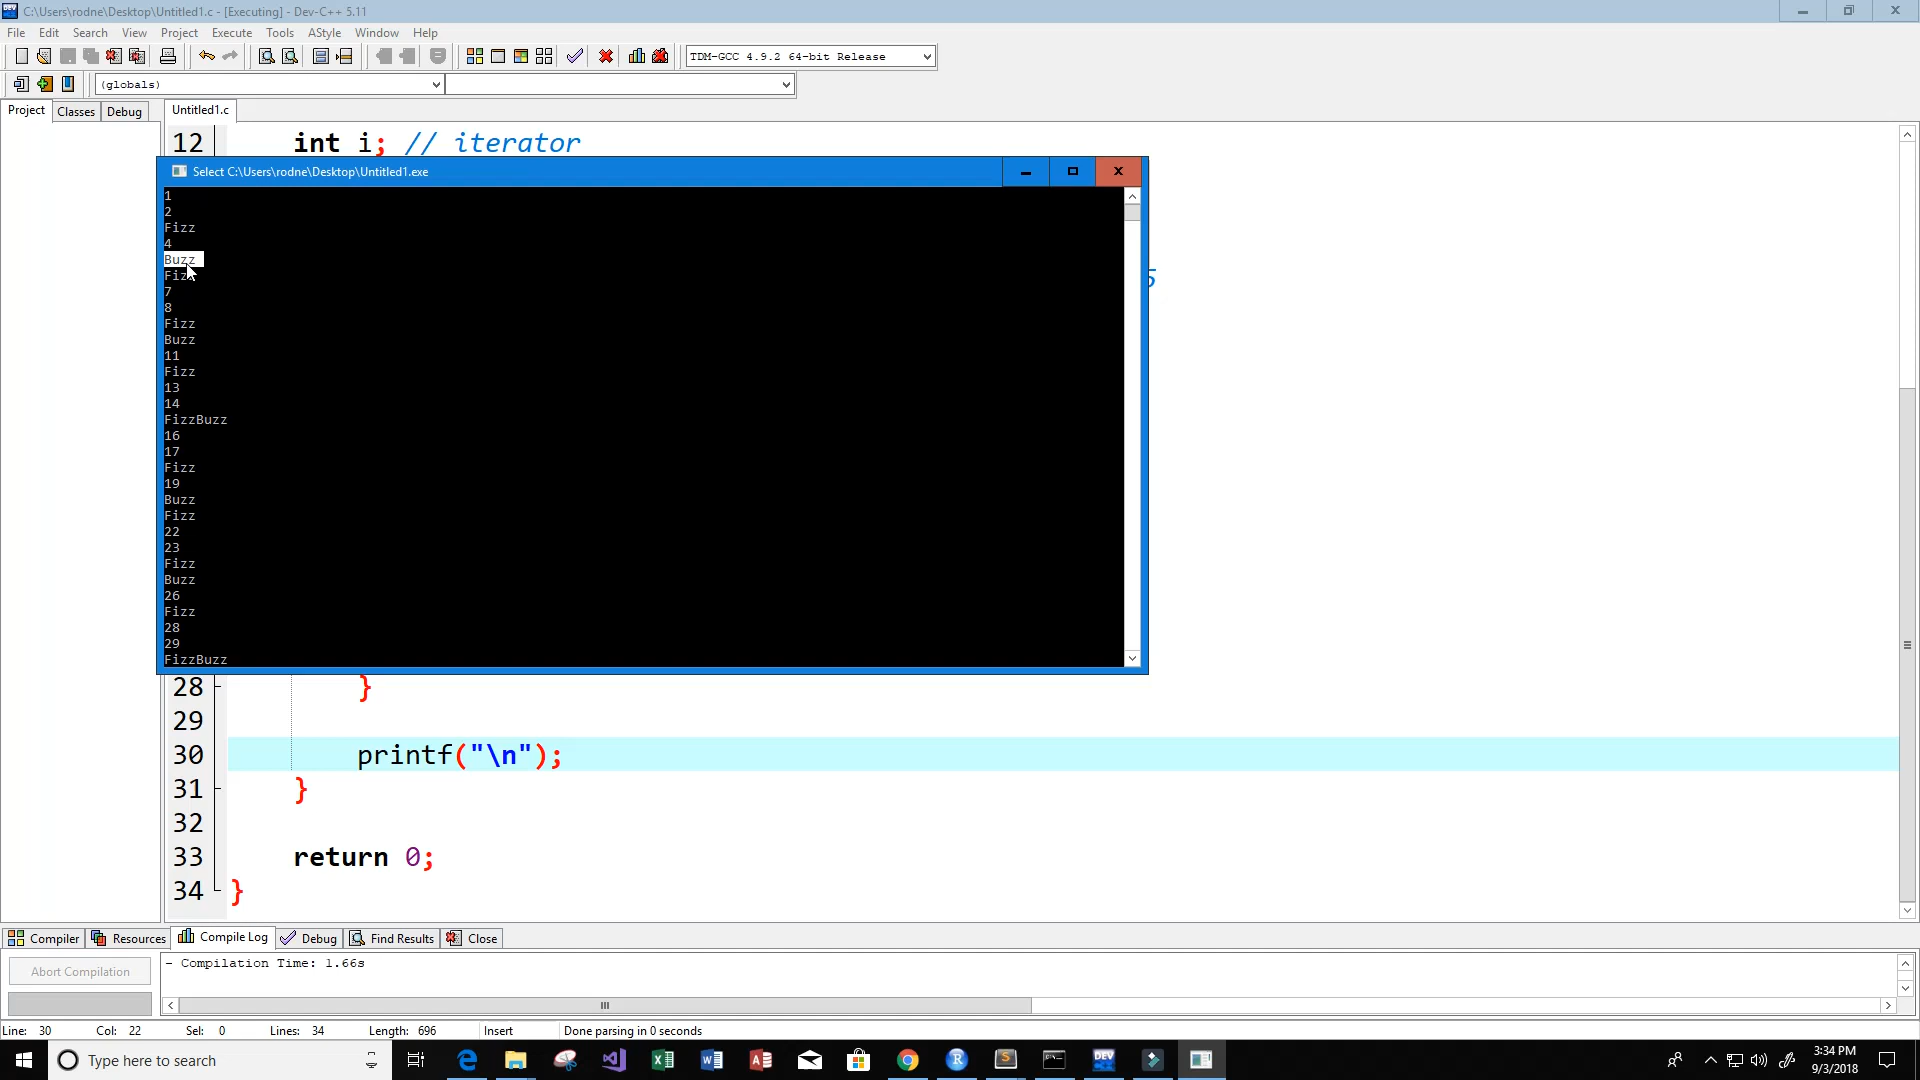 C:\Users\rodne\Desktop\Untitled1.c - [Executing] - Dev-C++ 5.11
File Edit Search View Project Execute Tools AStyle Window Help
TDM-GCC 4.9.2 64-bit Release
(globals)
Project Classes Debug Untitled1.c
12 int i; // iterator
Select C:\Users\rodne\Desktop\Untitled1.exe
1
2
Fizz
4
Buzz
Fizz
7
8
Fizz
Buzz
11
Fizz
13
14
FizzBuzz
16
17
Fizz
19
Buzz
Fizz
22
23
Fizz
Buzz
26
Fizz
28
29
FizzBuzz
5
28 }
29
30 printf("\n");
31 }
32
33 return 0;
34 }
Compiler Resources Compile Log Debug Find Results Close
Abort Compilation
- Compilation Time: 1.66s
Line: 30 Col: 22 Sel: 0 Lines: 34 Length: 696 Insert Done parsing in 0 seconds
Type here to search
3:34 PM
9/3/2018